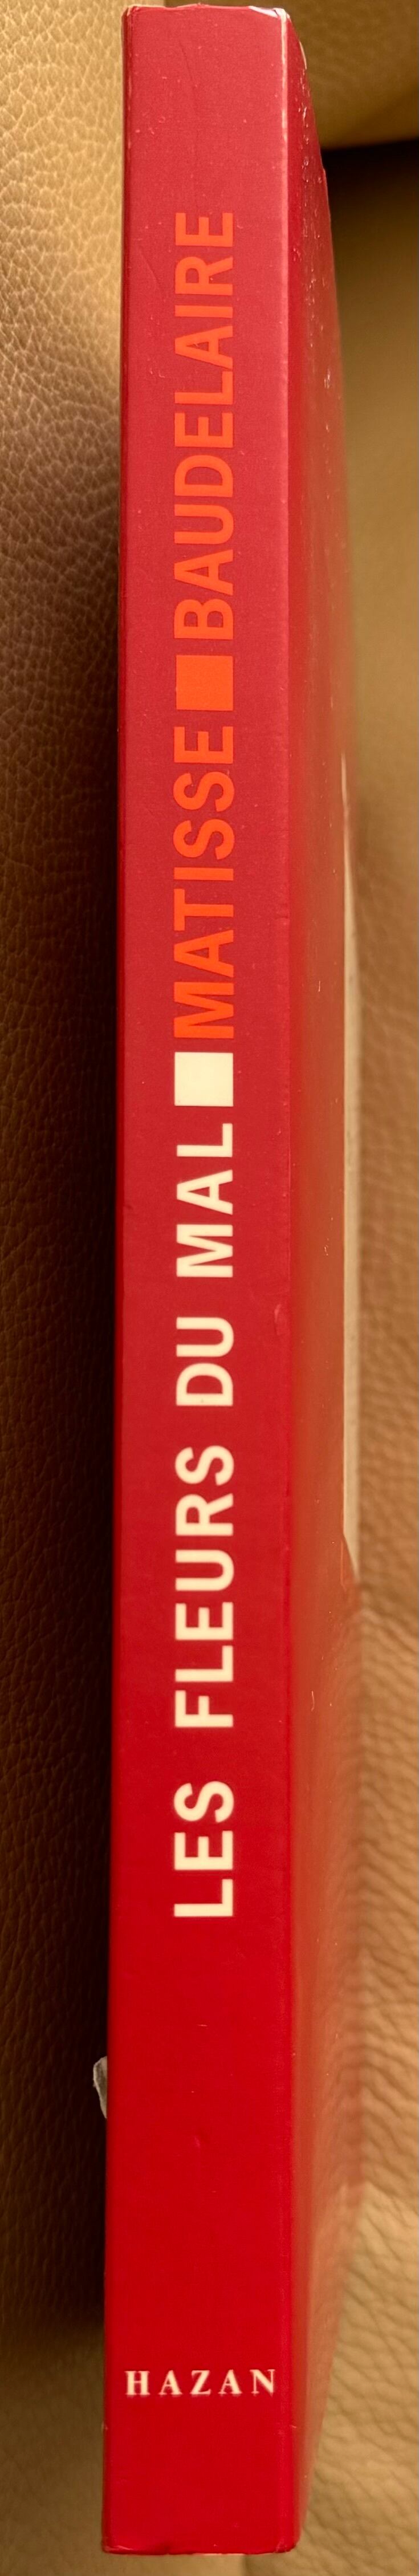 LES FLEURS DU MAL ■ MATISSE ■ BAUDELAIRE
HAZAN